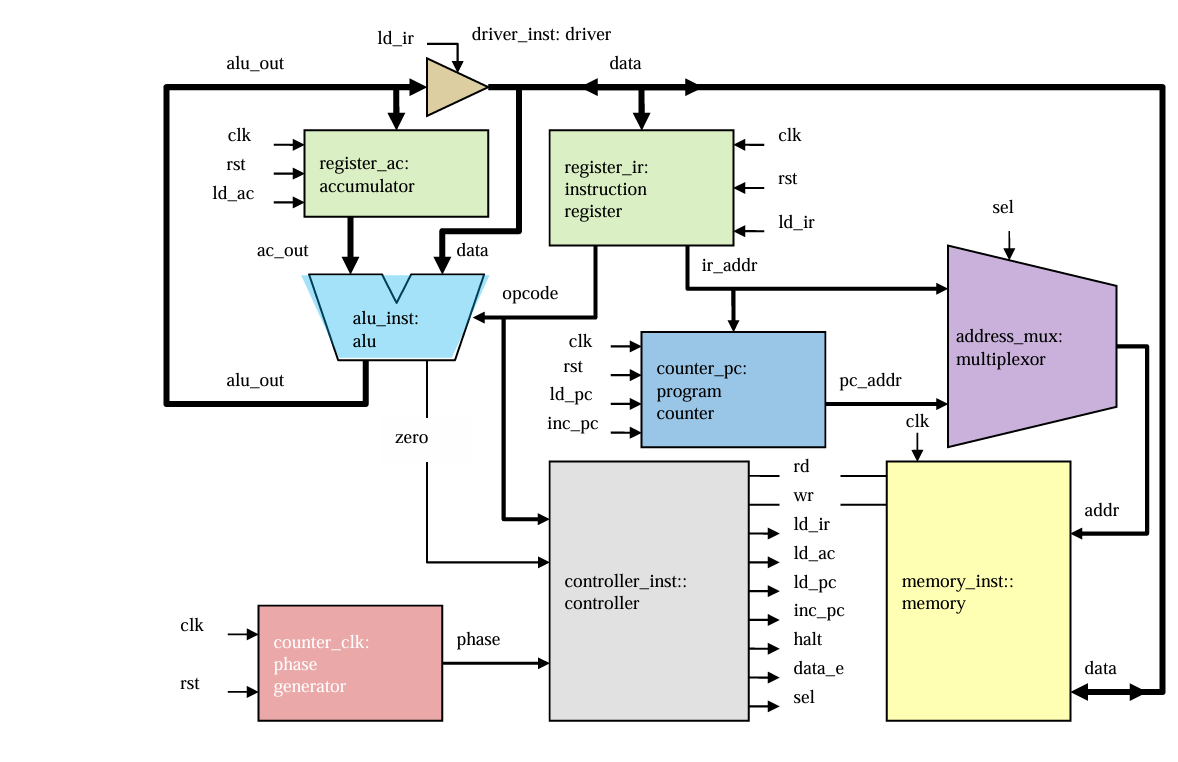 ld_ir
driver_inst: driver
alu_out
data
clk
rst
ld_ac
register_ac:
accumulator
register_ir:
instruction
register
clk
rst
ld_ir
sel
ac_out
data
ir_addr
opcode
alu_inst:
alu
clk
rst
ld_pc
inc_pc
counter_pc:
program
counter
address_mux:
multiplexor
pc_addr
alu_out
clk
zero
rd
wr
ld_ir
ld_ac
ld_pc
inc_pc
halt
data_e
sel
addr
controller_inst::
controller
memory_inst::
memory
clk
rst
counter_clk:
phase
generator
phase
data